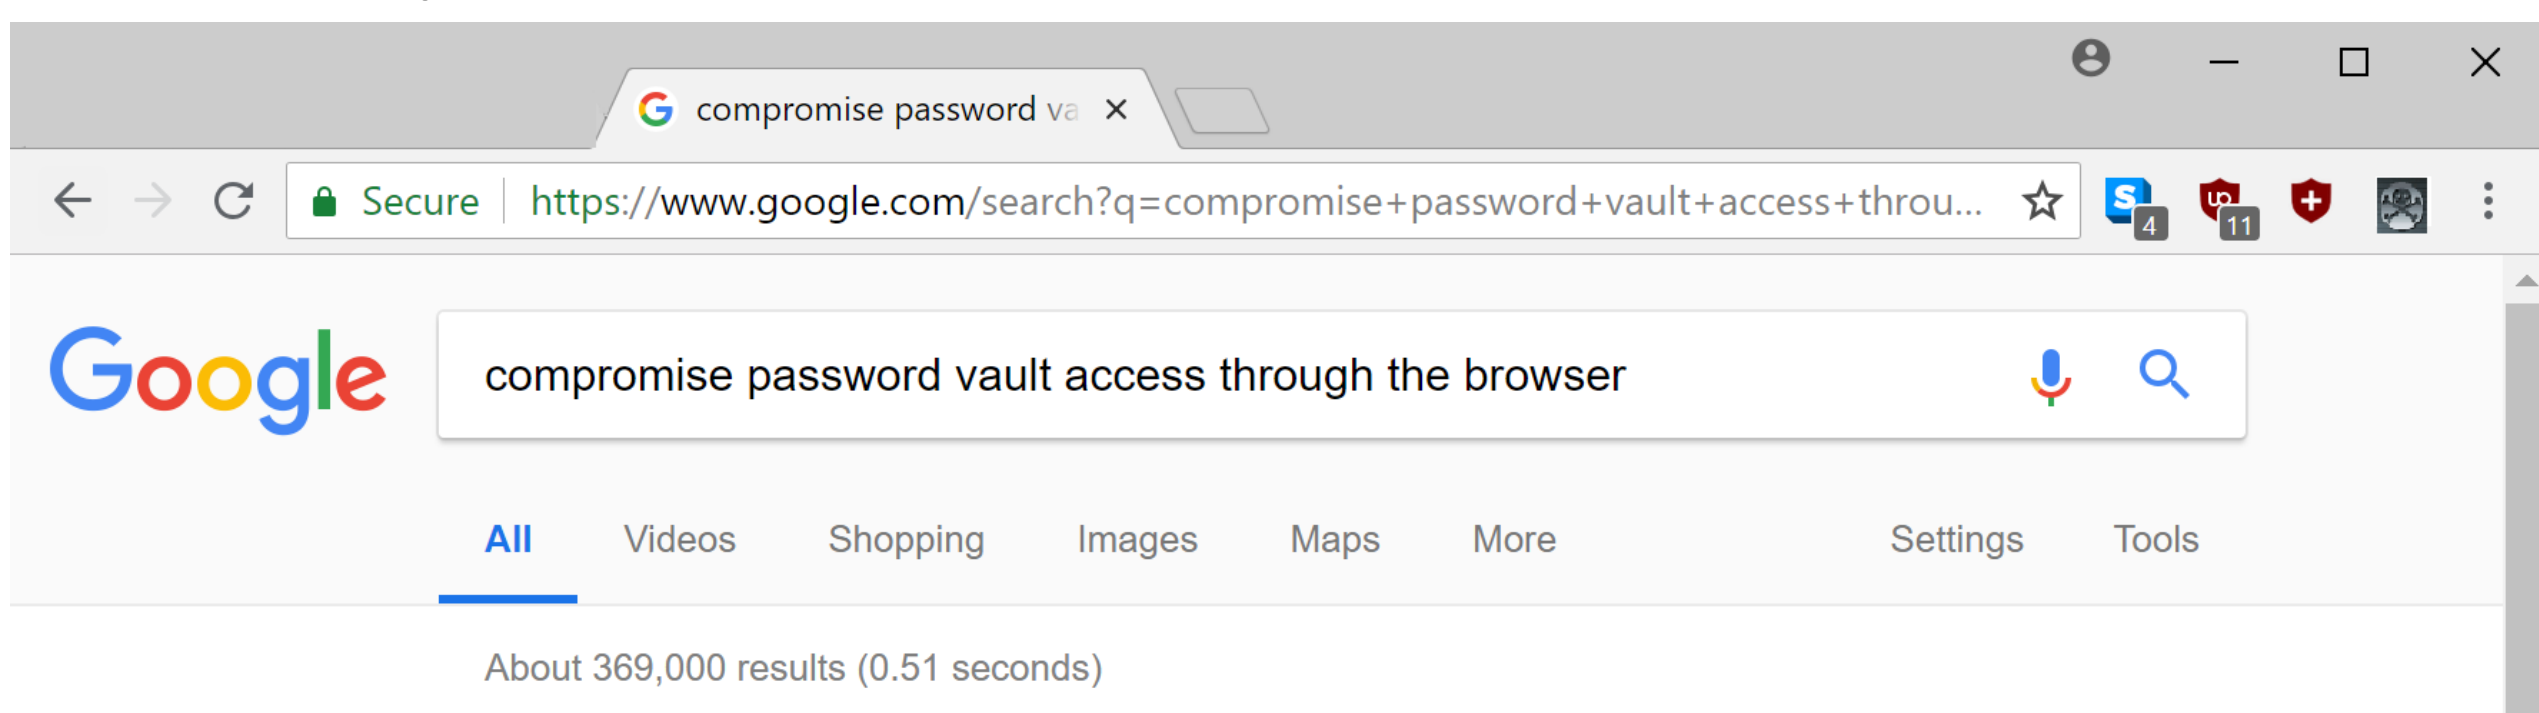 compromise password va
Secure https://www.google.com/search?q=compromise+password+vault+access+throu...
S 4 uo 11
Google compromise password vault access through the browser
All Videos Shopping Images Maps More Settings Tools
About 369,000 results (0.51 seconds)